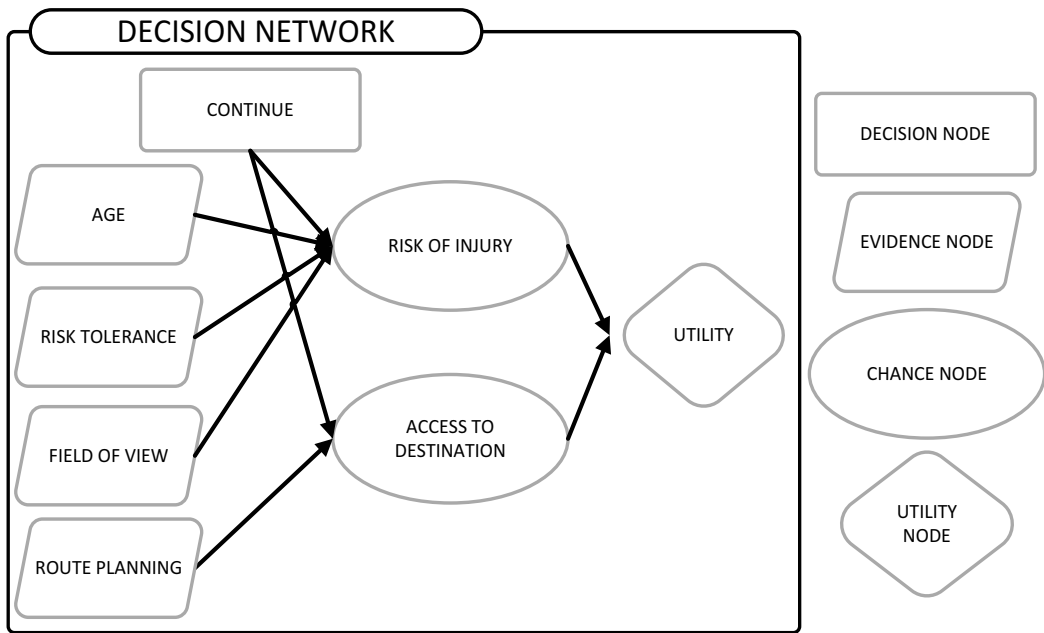 DECISION NETWORK
CONTINUE
AGE
RISK TOLERANCE
FIELD OF VIEW
ROUTE PLANNING
RISK OF INJURY
ACCESS TO
DESTINATION
UTILITY
DECISION NODE
EVIDENCE NODE
CHANCE NODE
UTILITY
NODE